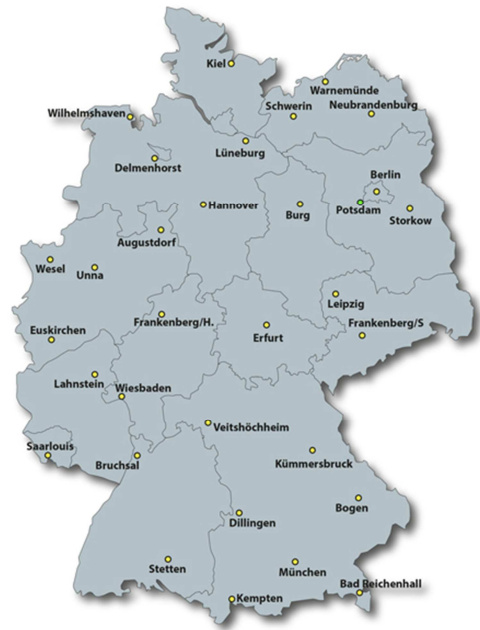 Kiel
Warnemünde
Schwerin
Neubrandenburg
Wilhelmshaven
Lüneburg
Delmenhorst
Berlin
Hannover
Burg
Potsdam
Storkow
Augustdorf
Wesel
Unna
Leipzig
Frankenberg/H.
Frankenberg/S
Euskirchen
Erfurt
Lahnstein
Wiesbaden
Veitshöchheim
Saarlouis
Bruchsal
Kümmersbruck
Bogen
Dillingen
Stetten
München
Bad Reichenhall
Kempten